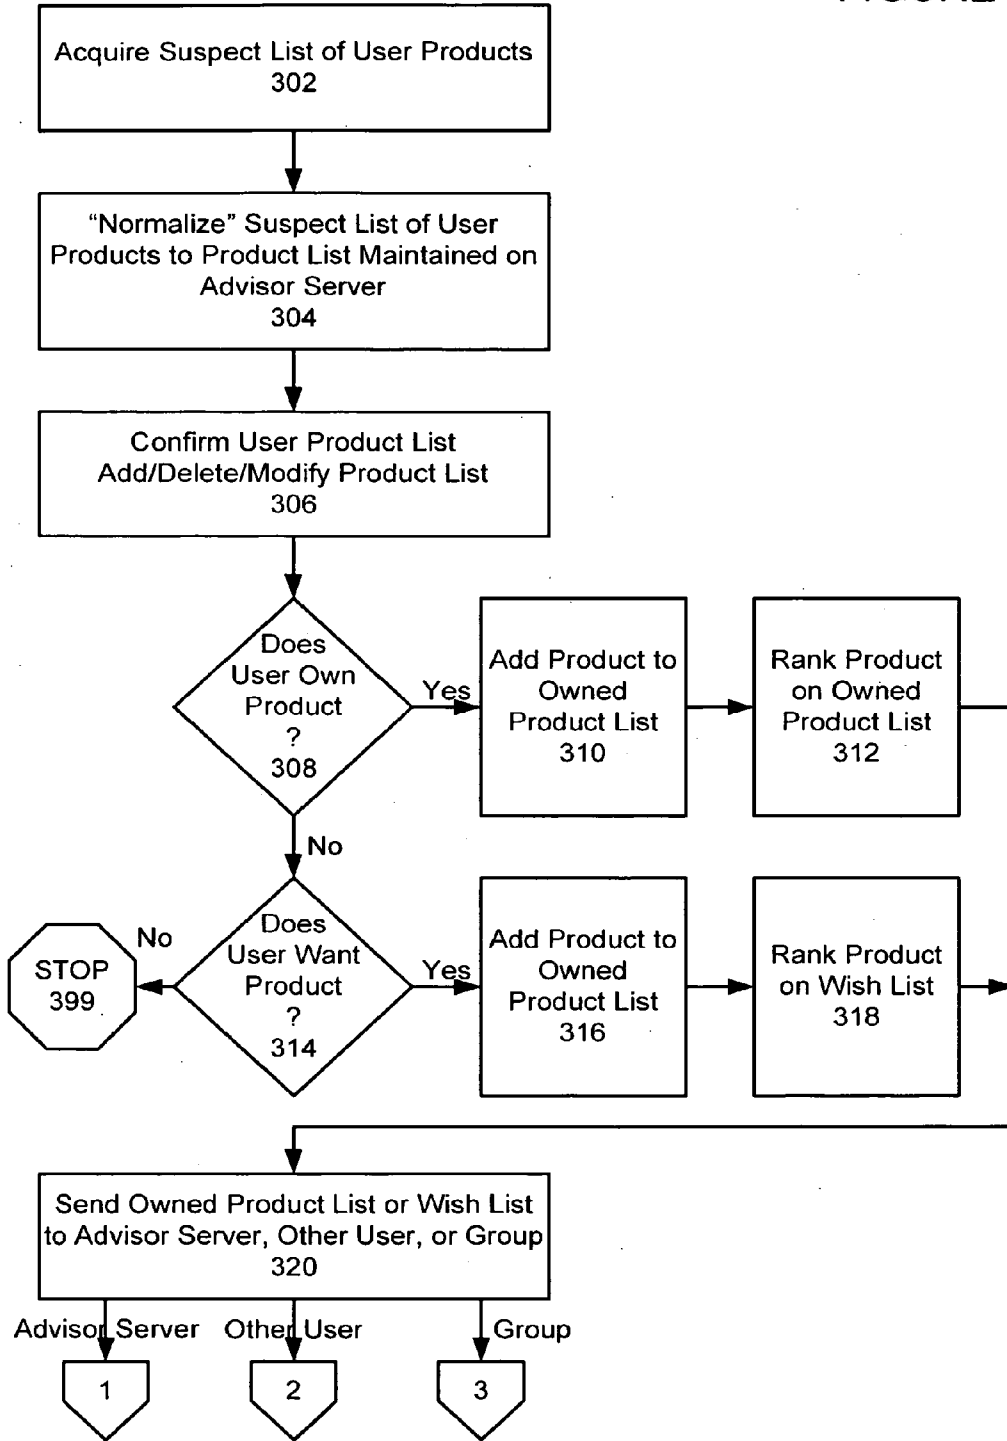 Acquire Suspect List of User Products
302
“Normalize” Suspect List of User
Products to Product List Maintained on
Advisor Server
304
Confirm User Product List
Add/Delete/Modify Product List
306
Does
User Own
Product
?
308
Yes
Add Product to
Owned
Product List
310
Rank Product
on Owned
Product List
312
No
Does
User Want
Product
?
314
No
STOP
399
Yes
Add Product to
Owned
Product List
316
Rank Product
on Wish List
318
Send Owned Product List or Wish List
to Advisor Server, Other User, or Group
320
Advisor Server
Other User
Group
1
2
3